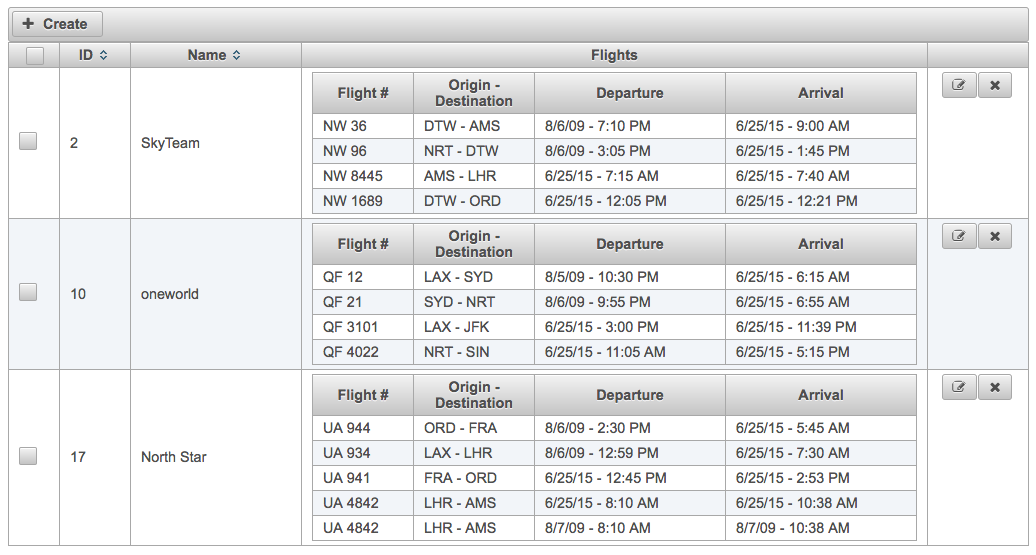 Create
ID Name Flights
Flight # Origin - Destination Departure Arrival
NW 36 DTW - AMS 8/6/09 - 7:10 PM 6/25/15 - 9:00 AM
NW 96 NRT - DTW 8/6/09 - 3:05 PM 6/25/15 - 1:45 PM
2 SkyTeam
NW 8445 AMS - LHR 6/25/15 - 7:15 AM 6/25/15 - 7:40 AM
NW 1689 DTW - ORD 6/25/15 - 12:05 PM 6/25/15 - 12:21 PM
Flight # Origin - Destination Departure Arrival
QF 12 LAX - SYD 8/5/09 - 10:30 PM 6/25/15 - 6:15 AM
10 oneworld
QF 21 SYD - NRT 8/6/09 - 9:55 PM 6/25/15 - 6:55 AM
QF 3101 LAX - JFK 6/25/15 - 3:00 PM 6/25/15 - 11:39 PM
QF 4022 NRT - SIN 6/25/15 - 11:05 AM 6/25/15 - 5:15 PM
Flight # Origin - Destination Departure Arrival
UA 944 ORD - FRA 8/6/09 - 2:30 PM 6/25/15 - 5:45 AM
UA 934 LAX - LHR 8/6/09 - 12:59 PM 6/25/15 - 7:30 AM
17 North Star
UA 941 FRA - ORD 6/25/15 - 12:45 PM 6/25/15 - 2:53 PM
UA 4842 LHR - AMS 6/25/15 - 8:10 AM 6/25/15 - 10:38 AM
UA 4842 LHR - AMS 8/7/09 - 8:10 AM 8/7/09 - 10:38 AM